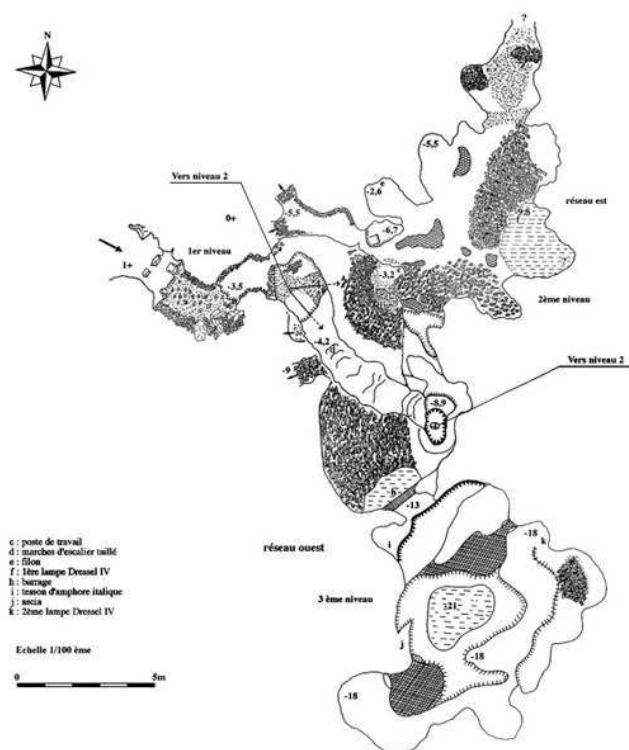 ?
N
-5,5
Vers niveau 2
-2,6
e
-5,5
0+
-6,7
réseau est
-9,8
1er niveau
1+
-3,5
-3,2
2ème niveau
-4,2
d
-9
Vers niveau 2
-8,9
h
-13
-18
k
réseau ouest
i
c : poste de travail
d : marches d'escalier taillé
e : filon
f : 1ère lampe Dressel IV
h : barrage
i : tesson d'amphore italique
j : ascia
k : 2ème lampe Dressel IV
3 ème niveau
-21
j
-18
Echelle 1/100 ème
0
5m
-18